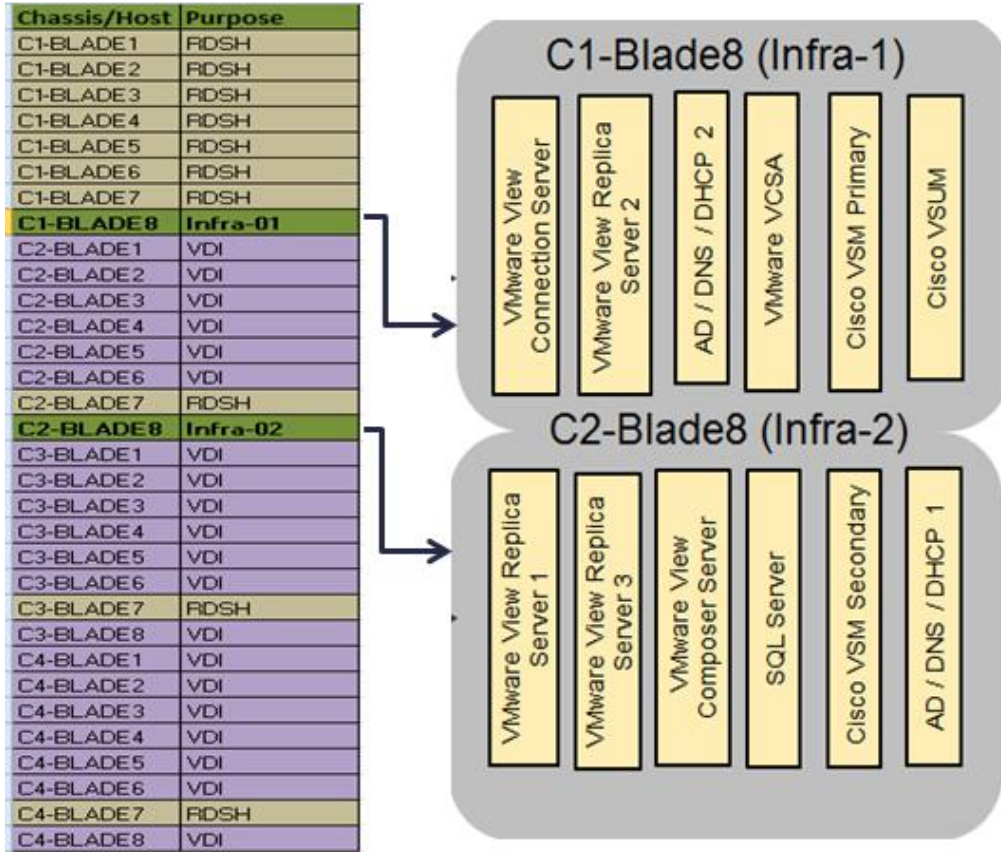 Chassis/Host Purpose
C1-BLADE1 RDSH
C1-BLADE2 RDSH
C1-BLADE3 RDSH
C1-BLADE4 RDSH
C1-BLADE5 RDSH
C1-BLADE6 RDSH
C1-BLADE7 RDSH
C1-BLADE8 Infra-01
C2-BLADE1 VDI
C2-BLADE2 VDI
C2-BLADE3 VDI
C2-BLADE4 VDI
C2-BLADE5 VDI
C2-BLADE6 VDI
C2-BLADE7 RDSH
C2-BLADE8 Infra-02
C3-BLADE1 VDI
C3-BLADE2 VDI
C3-BLADE3 VDI
C3-BLADE4 VDI
C3-BLADE5 VDI
C3-BLADE6 VDI
C3-BLADE7 RDSH
C3-BLADE8 VDI
C4-BLADE1 VDI
C4-BLADE2 VDI
C4-BLADE3 VDI
C4-BLADE4 VDI
C4-BLADE5 VDI
C4-BLADE6 VDI
C4-BLADE7 RDSH
C4-BLADE8 VDI
C1-Blade8 (Infra-1)
VMware View
Connection Server
VMware View Replica
Server 2
AD / DNS / DHCP 2
VMware VCSA
Cisco VSM Primary
Cisco VSUM
C2-Blade8 (Infra-2)
VMware View Replica
Server 1
VMware View Replica
Server 3
VMware View
Composer Server
SQL Server
Cisco VSM Secondary
AD / DNS / DHCP 1